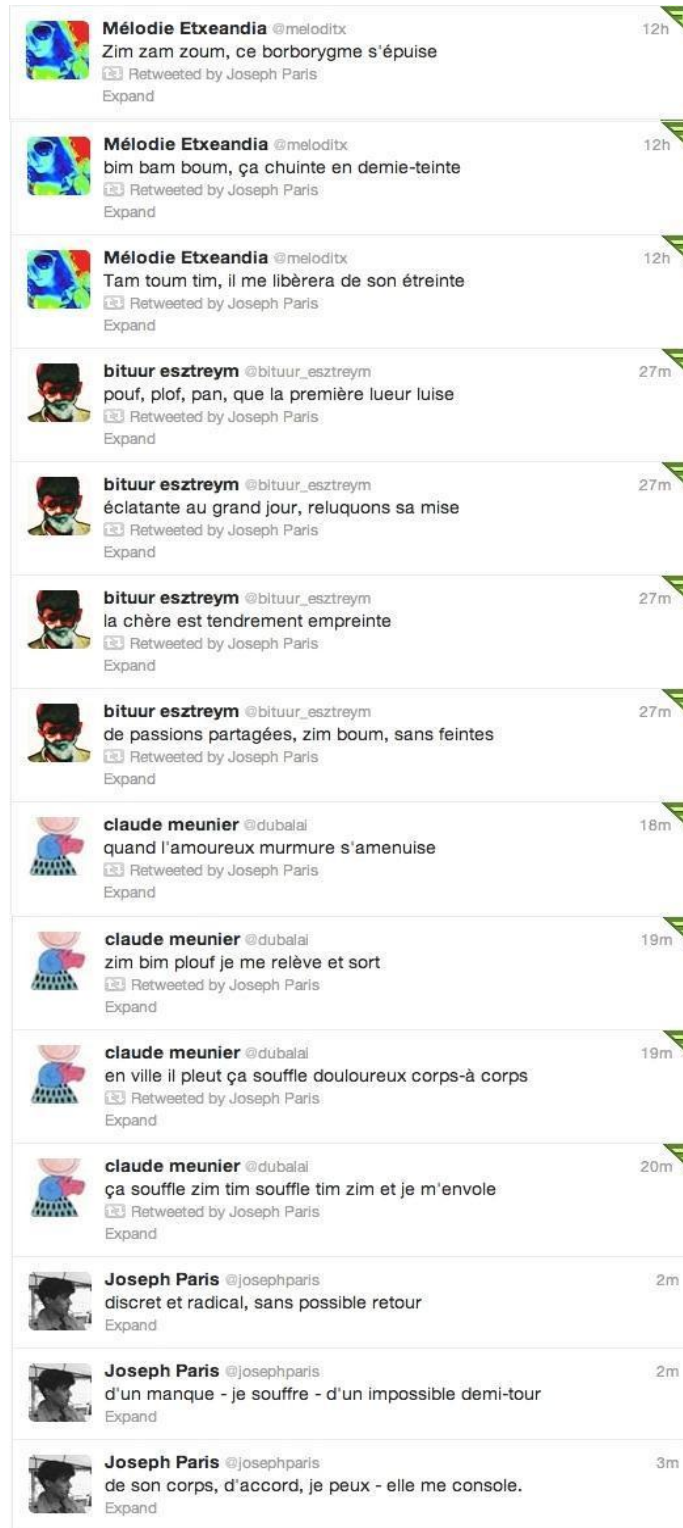 Mélodie Etxeandia @meloditx 12h
Zim zam zoum, ce borborygme s'épuise
Retweeted by Joseph Paris
Expand
Mélodie Etxeandia @meloditx 12h
bim bam boum, ça chuinte en demie-teinte
Retweeted by Joseph Paris
Expand
Mélodie Etxeandia @meloditx 12h
Tam toum tim, il me libèrera de son étreinte
Retweeted by Joseph Paris
Expand
bituur esztreym @bituur_esztreym 27m
pouf, plof, pan, que la première lueur luise
Retweeted by Joseph Paris
Expand
bituur esztreym @bituur_esztreym 27m
éclatante au grand jour, reluquons sa mise
Retweeted by Joseph Paris
Expand
bituur esztreym @bituur_esztreym 27m
la chère est tendrement empreinte
Retweeted by Joseph Paris
Expand
bituur esztreym @bituur_esztreym 27m
de passions partagées, zim boum, sans feintes
Retweeted by Joseph Paris
Expand
claude meunier @dubalai 18m
quand l'amoureux murmure s'amenuise
Retweeted by Joseph Paris
Expand
claude meunier @dubalai 19m
zim bim plouf je me relève et sort
Retweeted by Joseph Paris
Expand
claude meunier @dubalai 19m
en ville il pleut ça souffle douloureux corps-à corps
Retweeted by Joseph Paris
Expand
claude meunier @dubalai 20m
ça souffle zim tim souffle tim zim et je m'envole
Retweeted by Joseph Paris
Expand
Joseph Paris @josephparis 2m
discret et radical, sans possible retour
Expand
Joseph Paris @josephparis 2m
d'un manque - je souffre - d'un impossible demi-tour
Expand
Joseph Paris @josephparis 3m
de son corps, d'accord, je peux - elle me console.
Expand